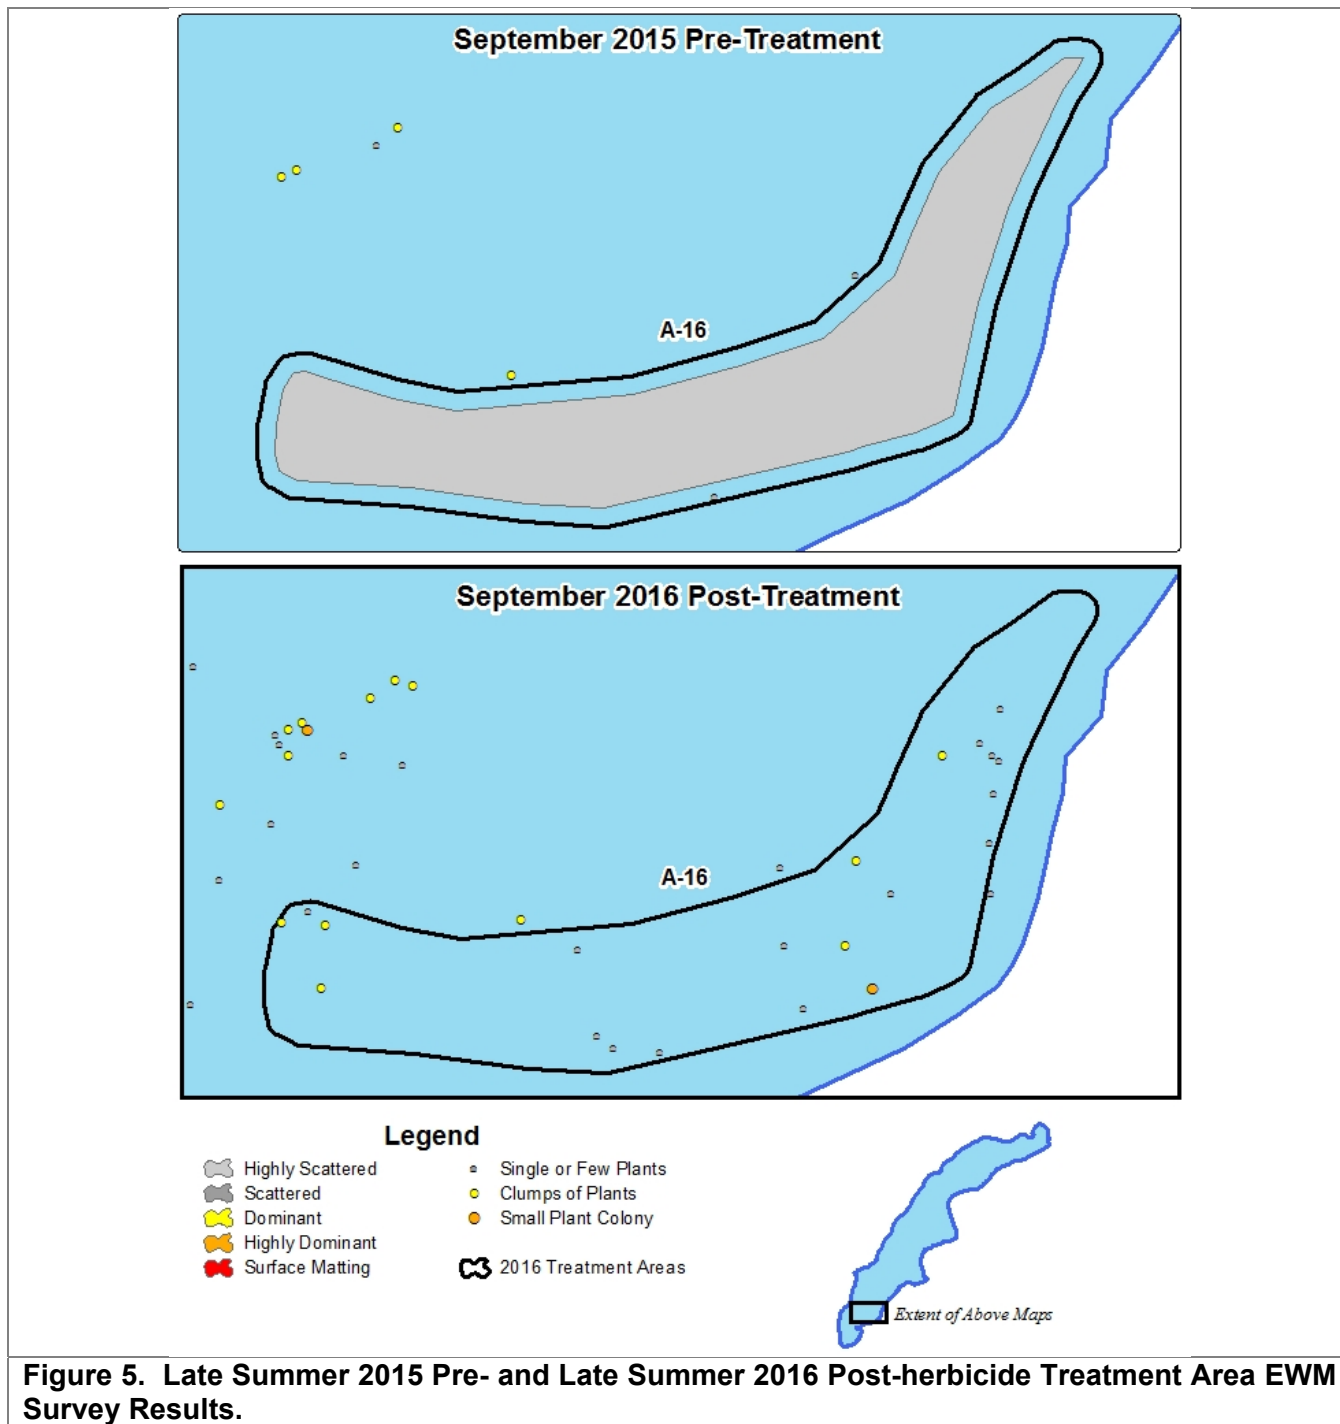 September 2015 Pre-Treatment
A-16
September 2016 Post-Treatment
A-16
Legend
Highly Scattered
Scattered
Dominant
Highly Dominant
Surface Matting
Single or Few Plants
Clumps of Plants
Small Plant Colony
2016 Treatment Areas
Extent of Above Maps
Figure 5.  Late Summer 2015 Pre- and Late Summer 2016 Post-herbicide Treatment Area EWM
Survey Results.